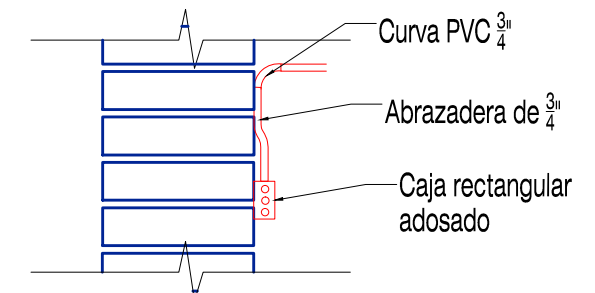 Curva PVC 3/4"
Abrazadera de 3/4"
Caja rectangular
adosado